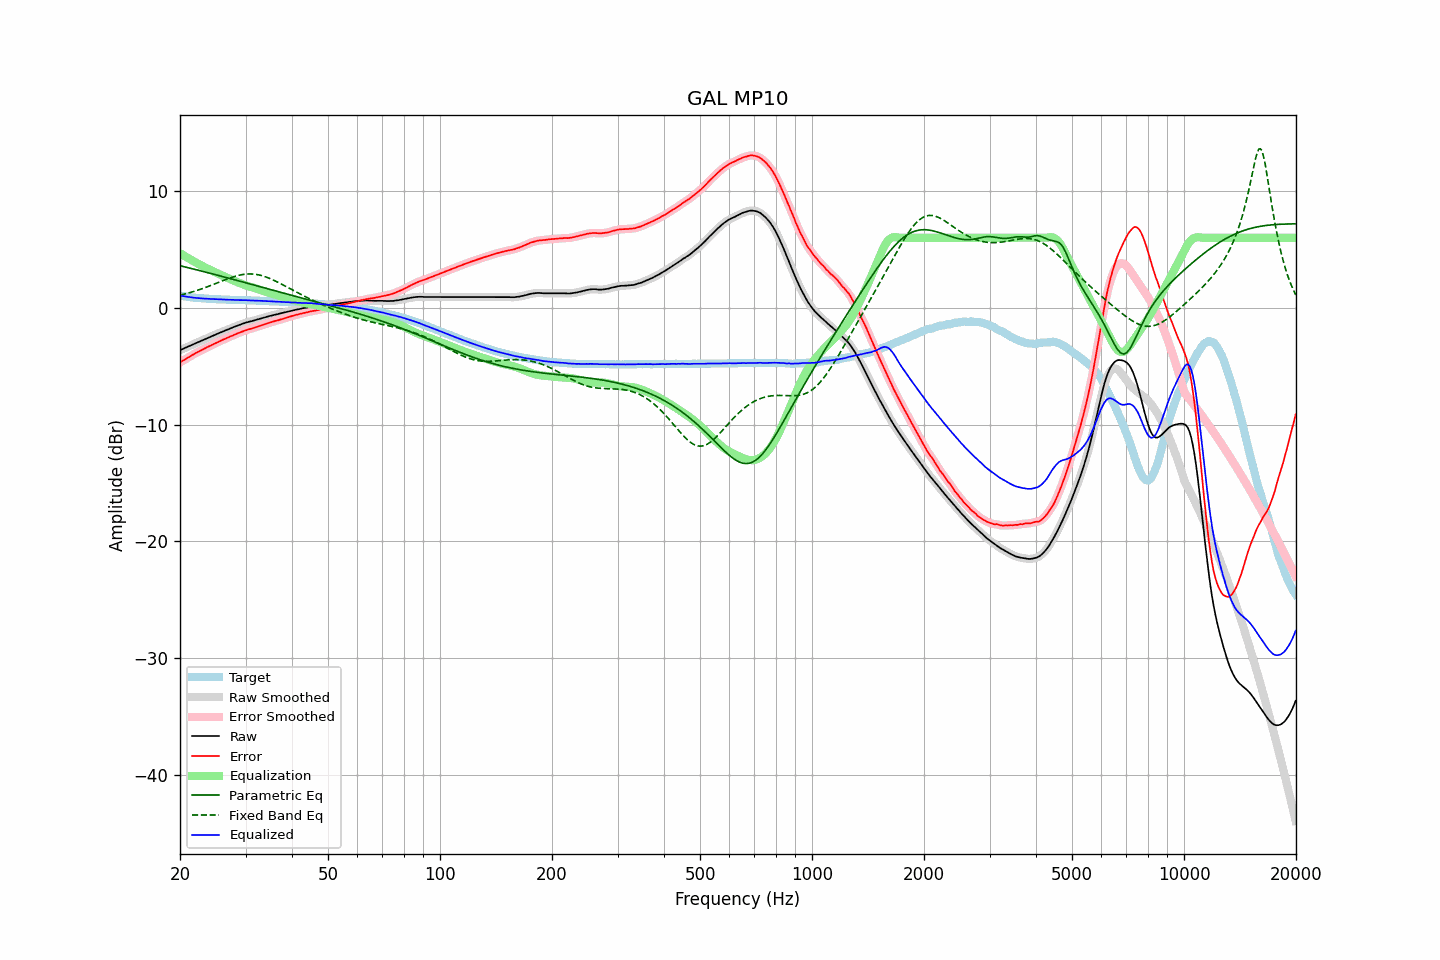 GAL MP10
Amplitude (dBr)
10
0
−10
−20
−30
−40
Target
Raw Smoothed
Error Smoothed
Raw
Error
Equalization
Parametric Eq
Fixed Band Eq
Equalized
20 50 100 200 500 1000 2000 5000 10000 20000
Frequency (Hz)